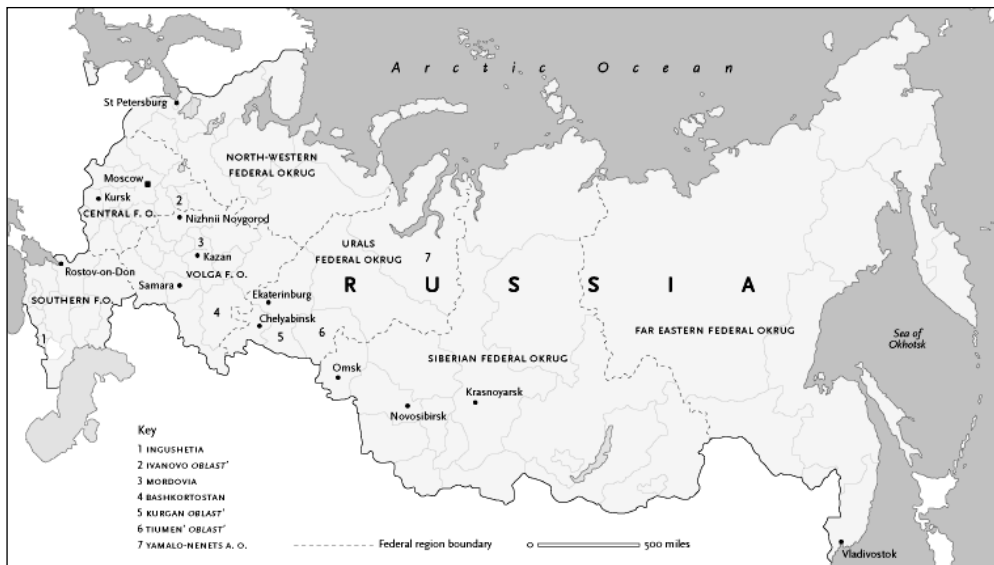 Arctic Ocean
St Petersburg
NORTH-WESTERN
FEDERAL OKRUG
Moscow
Kursk
2
CENTRAL F. O.
Nizhnii Noygorod
3
Kazan
URALS
FEDERAL OKRUG
7
Rostov-on-Don
VOLGA F. O.
Samara
RUSSIA
SOUTHERN F.O.
Ekaterinburg
4
Chelyabinsk
5
6
1
FAR EASTERN FEDERAL OKRUG
Sea of
Okhotsk
SIBERIAN FEDERAL OKRUG
Omsk
Krasnoyarsk
Novosibirsk
Key
1 INGUSHETIA
2 IVANOVO OBLAST'
3 MORDOVIA
4 BASHKORTOSTAN
5 KURGAN OBLAST'
6 TIUMEN' OBLAST'
7 YAMALO-NENETS A. O.
Federal region boundary
0 500 miles
Vladivostok